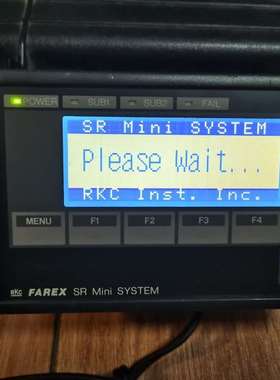 POWER SUB1 SUB2 FAIL
SR Mini SYSTEM
Please Wait...
RKC Inst. Inc.
MENU F1 F2 F3 F4
RKC FAREX SR Mini SYSTEM